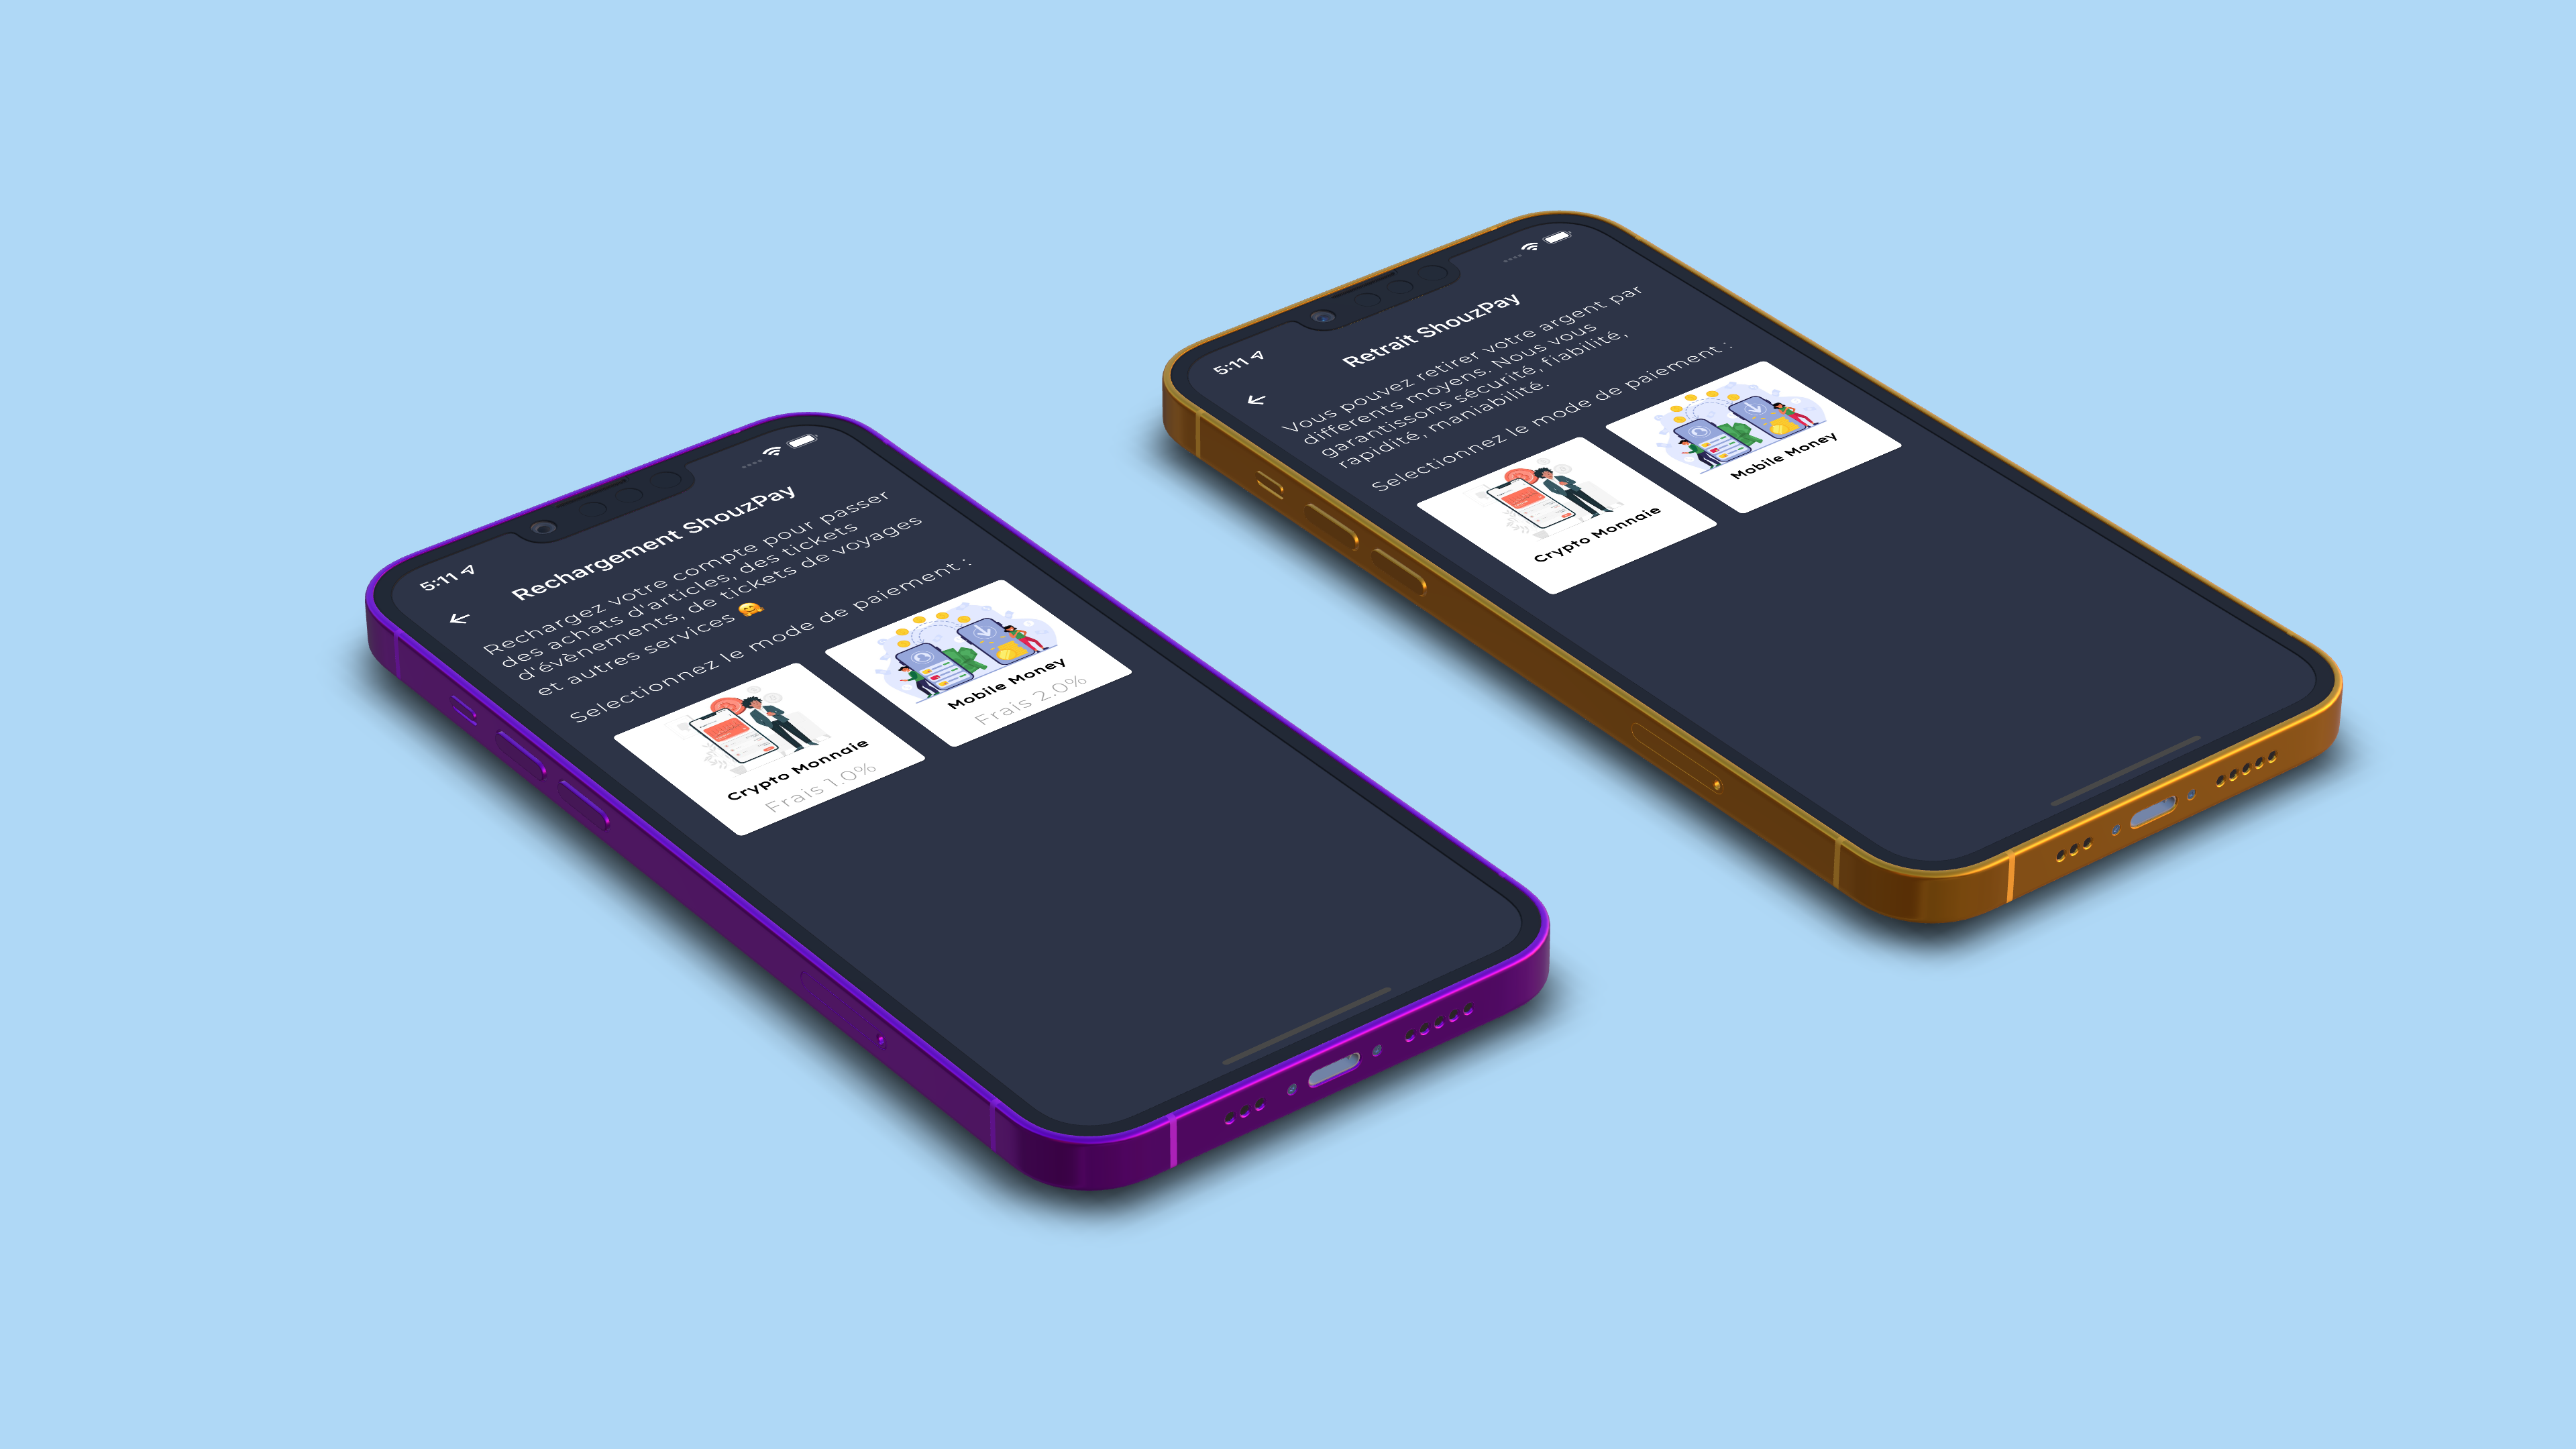 5:11
Rechargement ShouzPay
Rechargez votre compte pour passer
des achats d'articles, des tickets
d'évènements, de tickets de voyages
et autres services 🤗
Selectionnez le mode de paiement :
Crypto Monnaie
Frais 1.0%
Mobile Money
Frais 2.0%
5:11
Retrait ShouzPay
Vous pouvez retirer votre argent par
differents moyens. Nous vous
garantissons sécurité, fiabilité,
rapidité, maniabilité.
Selectionnez le mode de paiement :
Crypto Monnaie
Mobile Money